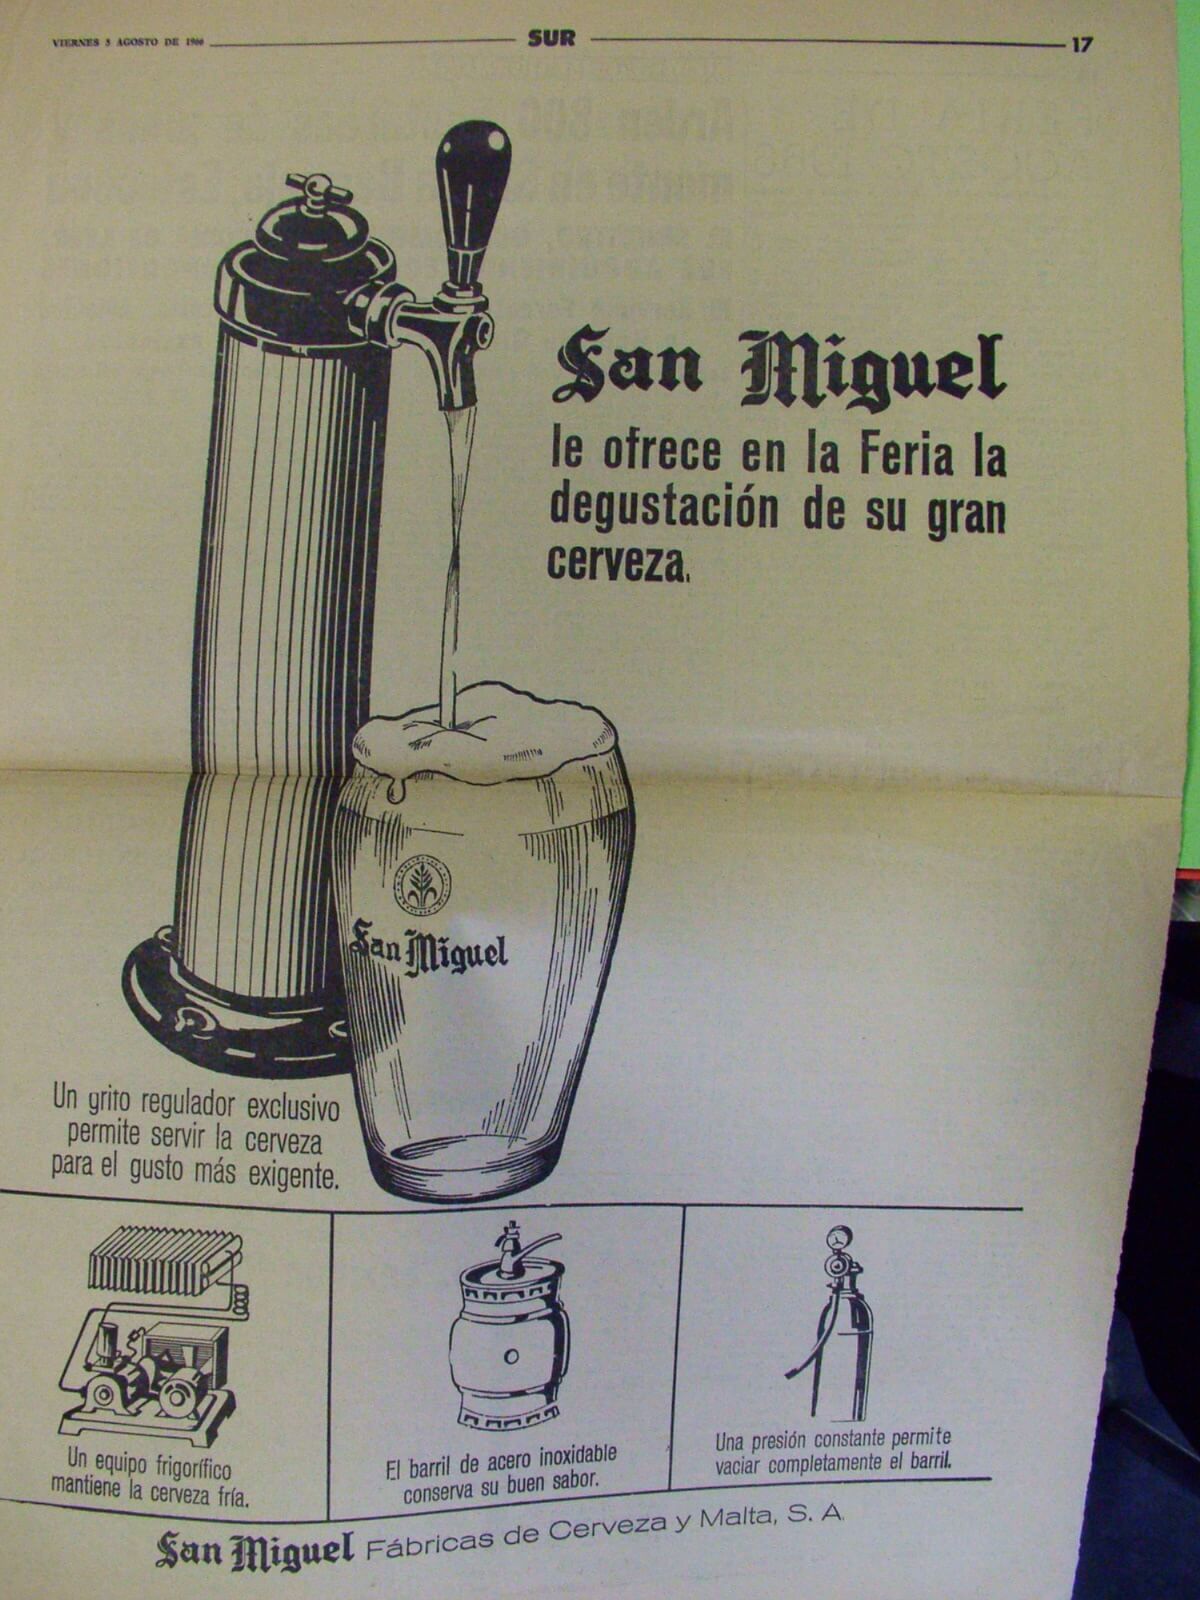 VIERNES 5 AGOSTO DE 1966
SUR
17
San Miguel
le ofrece en la Feria la
degustación de su gran
cerveza.
San Miguel
Un grito regulador exclusivo
permite servir la cerveza
para el gusto más exigente.
Un equipo frigorífico
mantiene la cerveza fría.
El barril de acero inoxidable
conserva su buen sabor.
Una presión constante permite
vaciar completamente el barril.
San Miguel Fábricas de Cerveza y Malta, S. A.